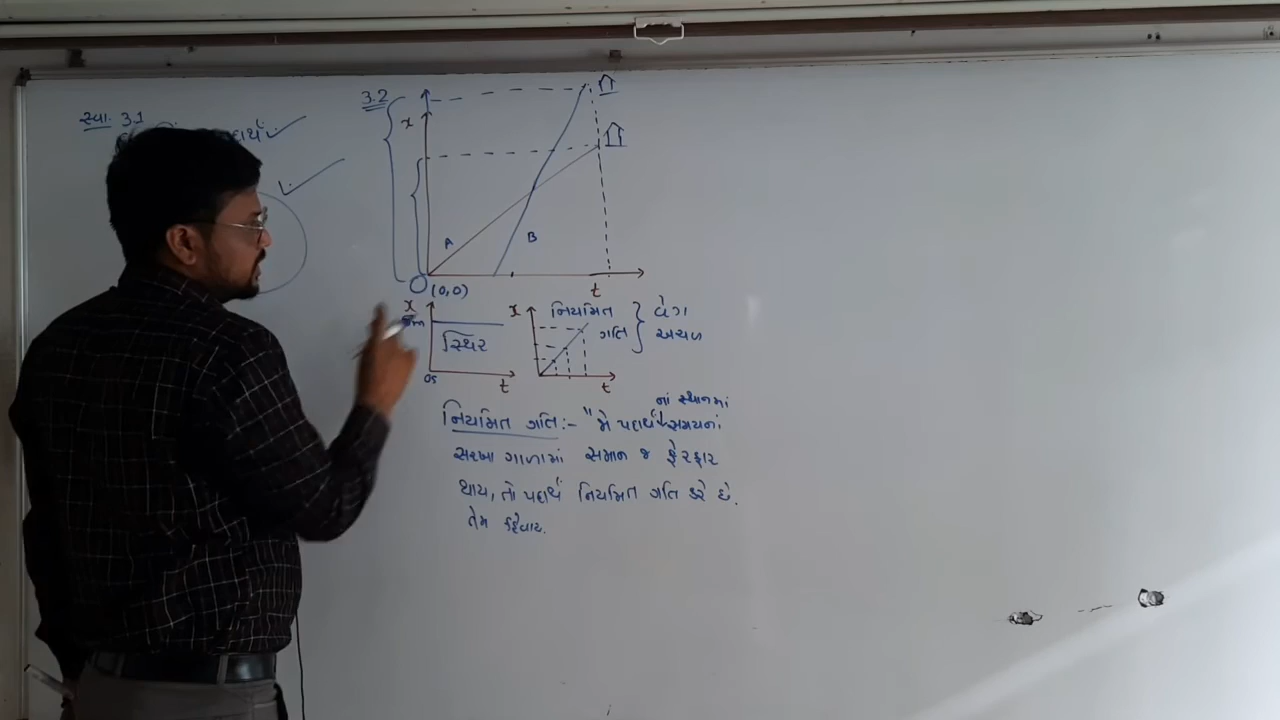 સ્વા. 3.1
3.2
x
A
B
(0,0)
t
x
સ્થિર
0s
t
x
નિયમિત
ગતિ
t
વેગ
અચળ
નાં સ્થાનમાં
નિયમિત ગતિ:- "જો પદાર્થ સમયનાં
સરખા ગાળામાં સમાન જ ફેરફાર
થાય, તો પદાર્થ નિયમિત ગતિ કરે છે.
તેમ કહેવાય.